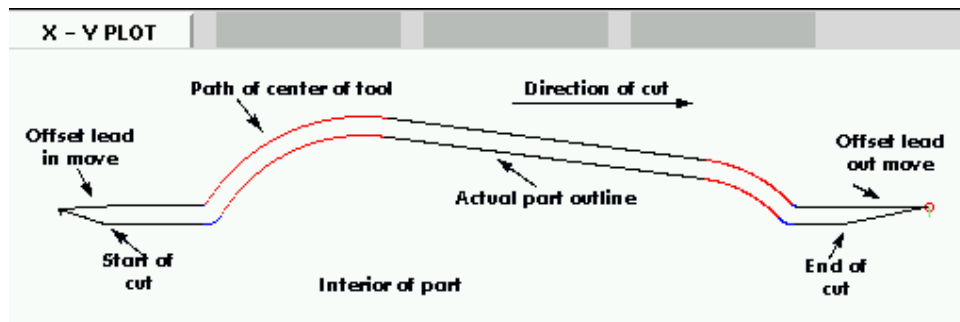 X – Y PLOT
Path of center of tool
Direction of cut
Offset lead
in move
Offset lead
out move
Actual part outline
Start of
cut
Interior of part
End of
cut